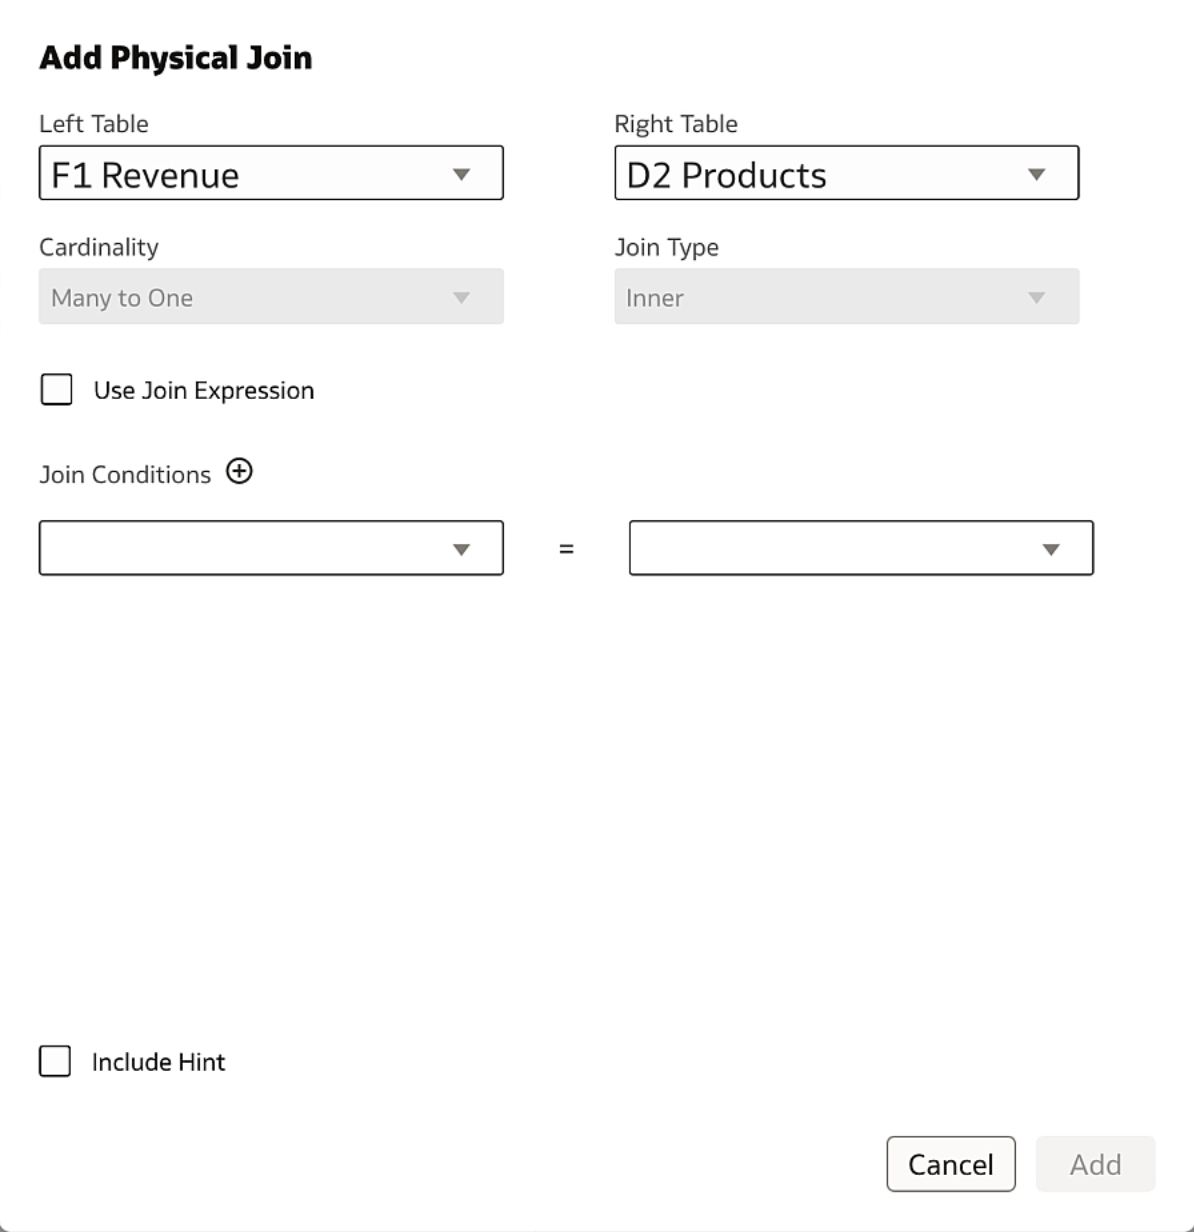 Add Physical Join
Left Table Right Table
F1 Revenue D2 Products
Cardinality Join Type
Many to One Inner
Use Join Expression
Join Conditions
=
Include Hint
Cancel Add